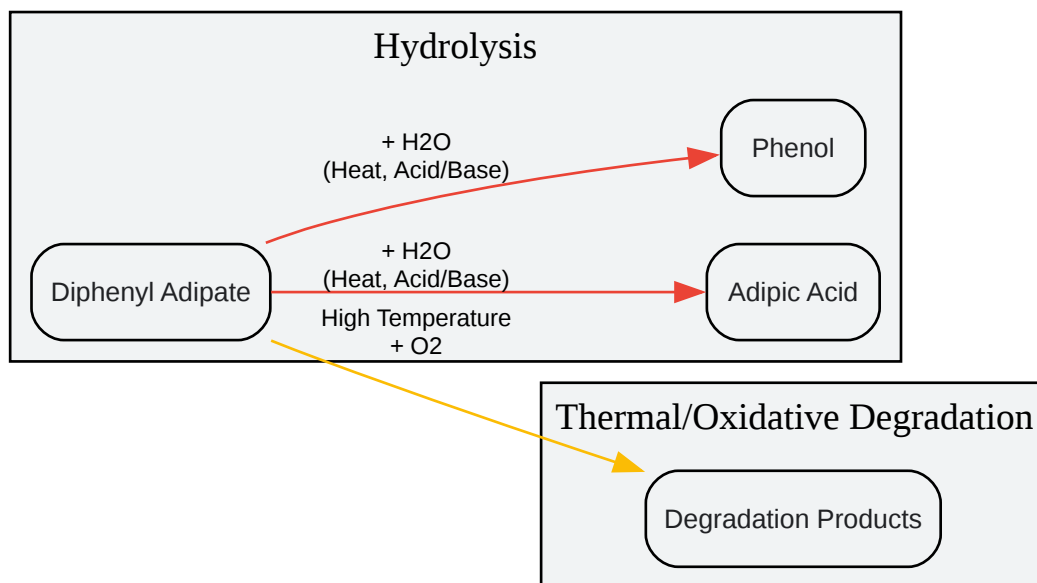 Hydrolysis
+ H2O
(Heat, Acid/Base)
Phenol
Diphenyl Adipate
+ H2O
(Heat, Acid/Base)
Adipic Acid
High Temperature
+ O2
Thermal/Oxidative Degradation
Degradation Products